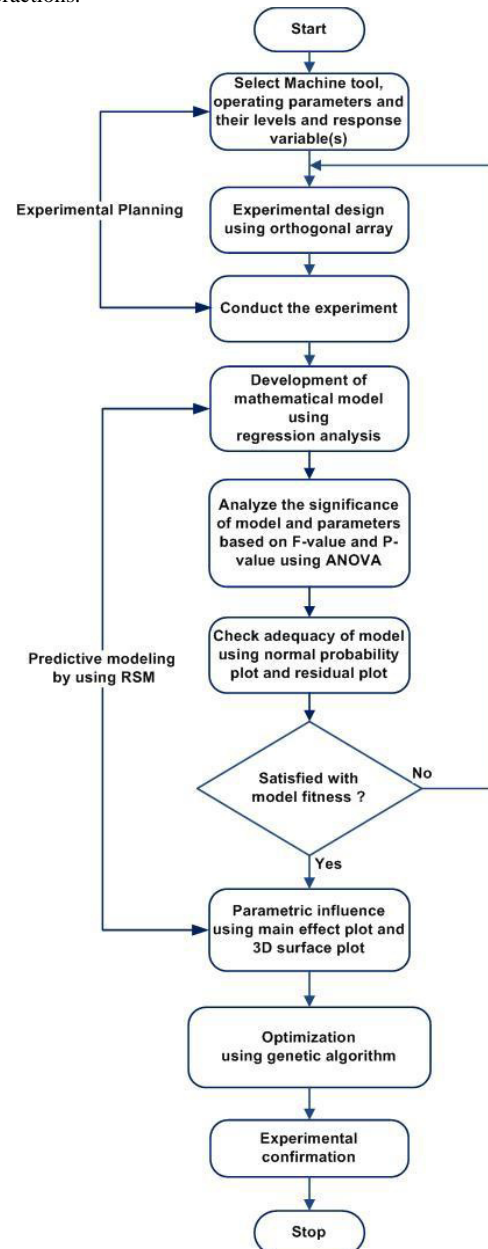 Start
Select Machine tool,
operating parameters and
their levels and response
variable(s)
Experimental Planning
Experimental design
using orthogonal array
Conduct the experiment
Development of
mathematical model
using
regression analysis
Analyze the significance
of model and parameters
based on F-value and P-
value using ANOVA
Check adequacy of model
using normal probability
plot and residual plot
Predictive modeling
by using RSM
Satisfied with
model fitness ?
No
Yes
Parametric influence
using main effect plot and
3D surface plot
Optimization
using genetic algorithm
Experimental
confirmation
Stop